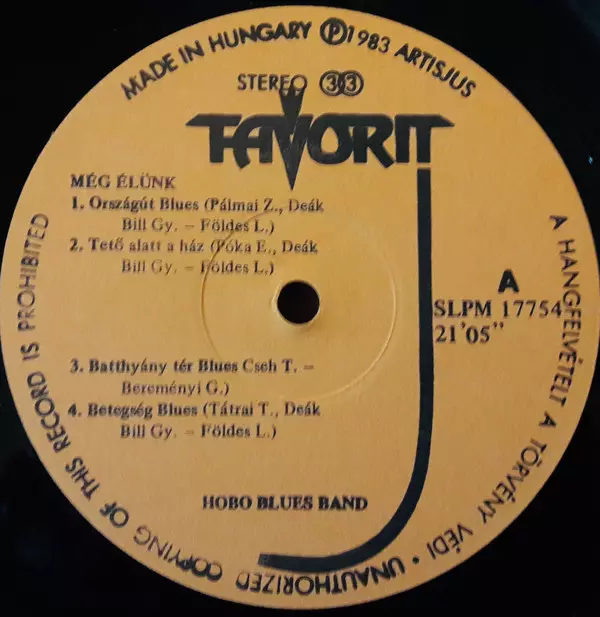 MADE IN HUNGARY Ⓟ1983 ARTISJUS
STEREO 33
FAVORIT
MÉG ÉLÜNK
1. Országút Blues (Pálmai Z., Deák
Bill Gy. – Földes L.)
2. Tető alatt a ház (Póka E., Deák
Bill Gy. – Földes L.)
A
SLPM 17754
21'05"
3. Batthyány tér Blues Cseh T. –
Bereményi G.)
4. Betegség Blues (Tátrai T., Deák
Bill Gy. – Földes L.)
HOBO BLUES BAND
A HANGFELVÉTELT A TÖRVÉNY VÉDI · UNAUTHORIZED COPYING OF THIS RECORD IS PROHIBITED